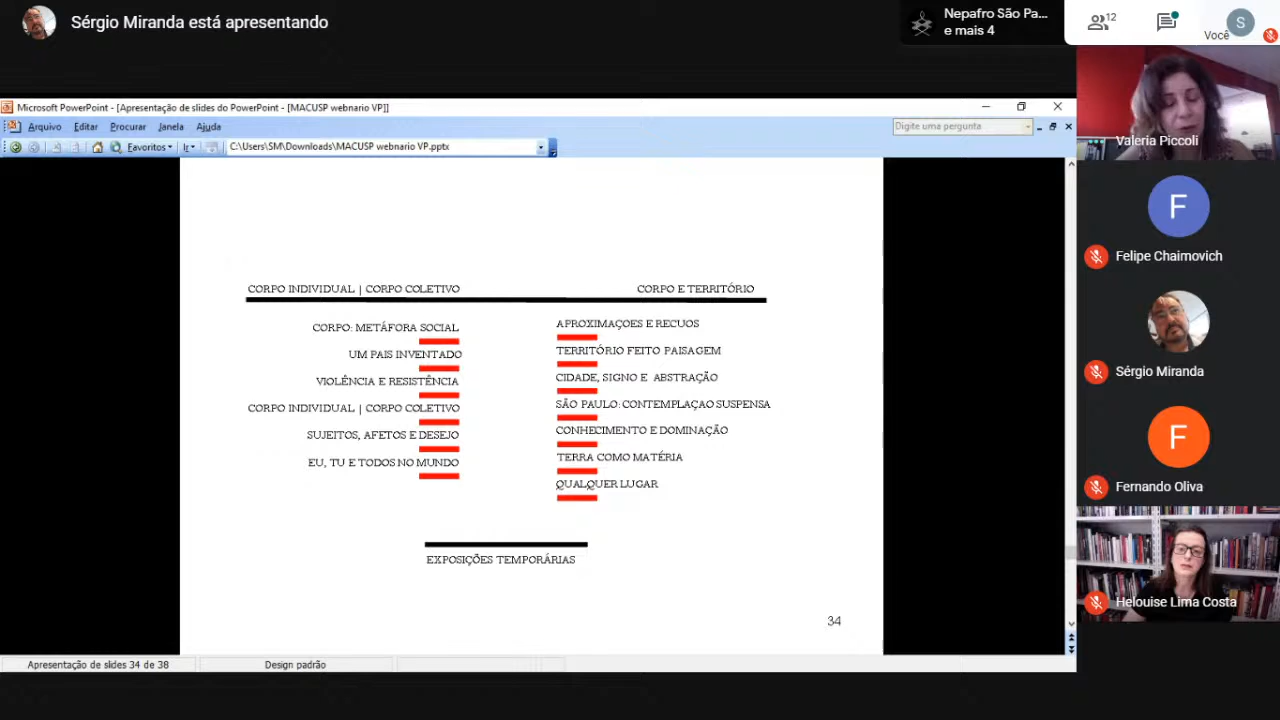 Sérgio Miranda está apresentando
Nepafro São Pa...
e mais 4
12
S
Você
Microsoft PowerPoint - [Apresentação de slides do PowerPoint - [MACUSP webnario VP]]
Arquivo Editar Procurar Janela Ajuda
Digite uma pergunta
Favoritos
Ir
C:\Users\SM\Downloads\MACUSP webnario VP.pptx
CORPO INDIVIDUAL | CORPO COLETIVO
CORPO: METÁFORA SOCIAL
UM PAIS INVENTADO
VIOLÊNCIA E RESISTÊNCIA
CORPO INDIVIDUAL | CORPO COLETIVO
SUJEITOS, AFETOS E DESEJO
EU, TU E TODOS NO MUNDO
CORPO E TERRITÓRIO
APROXIMAÇOES E RECUOS
TERRITÓRIO FEITO PAISAGEM
CIDADE, SIGNO E ABSTRAÇÃO
SÃO PAULO: CONTEMPLAÇAO SUSPENSA
CONHECIMENTO E DOMINAÇÃO
TERRA COMO MATÉRIA
QUALQUER LUGAR
EXPOSIÇÕES TEMPORÁRIAS
34
Apresentação de slides 34 de 38
Design padrão
Valeria Piccoli
F
Felipe Chaimovich
Sérgio Miranda
F
Fernando Oliva
Helouise Lima Costa